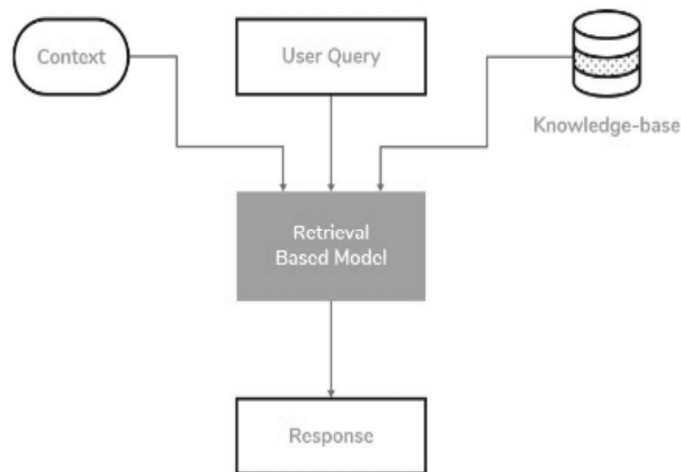 Context
User Query
Knowledge-base
Retrieval
Based Model
Response